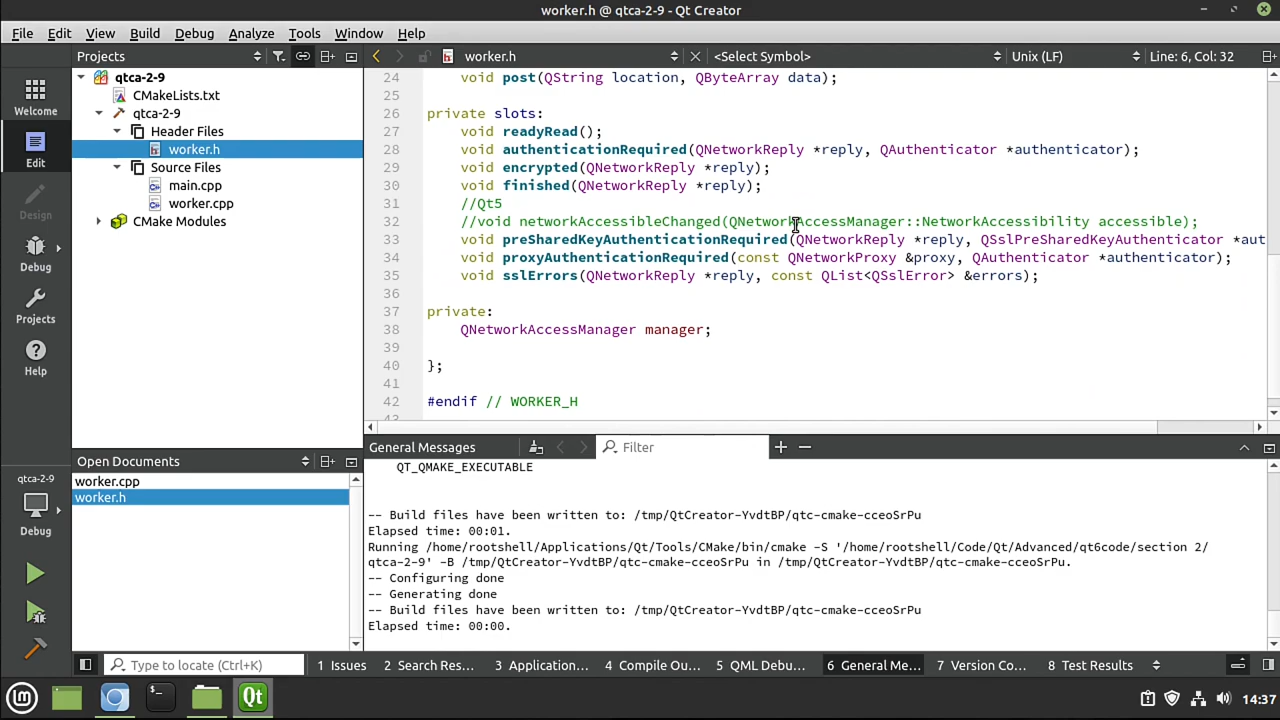 worker.h @ qtca-2-9 - Qt Creator
File Edit View Build Debug Analyze Tools Window Help
Projects
worker.h
<Select Symbol>
Unix (LF)
Line: 6, Col: 32
Welcome
Edit
Design
Debug
Projects
Help
qtca-2-9
Debug
qtca-2-9
CMakeLists.txt
qtca-2-9
Header Files
worker.h
Source Files
main.cpp
worker.cpp
CMake Modules
Open Documents
worker.cpp
worker.h
24 void post(QString location, QByteArray data);
25
26 private slots:
27 void readyRead();
28 void authenticationRequired(QNetworkReply *reply, QAuthenticator *authenticator);
29 void encrypted(QNetworkReply *reply);
30 void finished(QNetworkReply *reply);
31 //Qt5
32 //void networkAccessibleChanged(QNetworkAccessManager::NetworkAccessibility accessible);
33 void preSharedKeyAuthenticationRequired(QNetworkReply *reply, QSslPreSharedKeyAuthenticator *aut
34 void proxyAuthenticationRequired(const QNetworkProxy &proxy, QAuthenticator *authenticator);
35 void sslErrors(QNetworkReply *reply, const QList<QSslError> &errors);
36
37 private:
38 QNetworkAccessManager manager;
39
40 };
41
42 #endif // WORKER_H
43
General Messages
Filter
QT_QMAKE_EXECUTABLE
-- Build files have been written to: /tmp/QtCreator-YvdtBP/qtc-cmake-cceoSrPu
Elapsed time: 00:01.
Running /home/rootshell/Applications/Qt/Tools/CMake/bin/cmake -S '/home/rootshell/Code/Qt/Advanced/qt6code/section 2/
qtca-2-9' -B /tmp/QtCreator-YvdtBP/qtc-cmake-cceoSrPu in /tmp/QtCreator-YvdtBP/qtc-cmake-cceoSrPu.
-- Configuring done
-- Generating done
-- Build files have been written to: /tmp/QtCreator-YvdtBP/qtc-cmake-cceoSrPu
Elapsed time: 00:00.
Type to locate (Ctrl+K)
1 Issues
2 Search Res...
3 Application...
4 Compile Ou...
5 QML Debu...
6 General Me...
7 Version Co...
8 Test Results
14:37